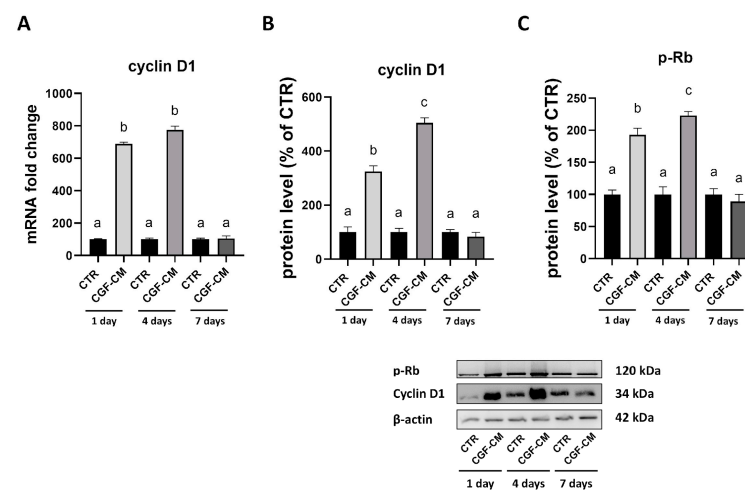 A
B
C
cyclin D1
cyclin D1
p-Rb
mRNA fold change
1000
800
600
400
200
0
a
b
a
b
a
a
CTR
CGF-CM
CTR
CGF-CM
CTR
CGF-CM
1 day
4 days
7 days
protein level (% of CTR)
600
400
200
0
a
b
a
c
a
a
CTR
CGF-CM
CTR
CGF-CM
CTR
CGF-CM
1 day
4 days
7 days
protein level (% of CTR)
250
200
150
100
50
0
a
b
a
c
a
a
CTR
CGF-CM
CTR
CGF-CM
CTR
CGF-CM
1 day
4 days
7 days
p-Rb 120 kDa
Cyclin D1 34 kDa
β-actin 42 kDa
CTR
CGF-CM
CTR
CGF-CM
CTR
CGF-CM
1 day
4 days
7 days